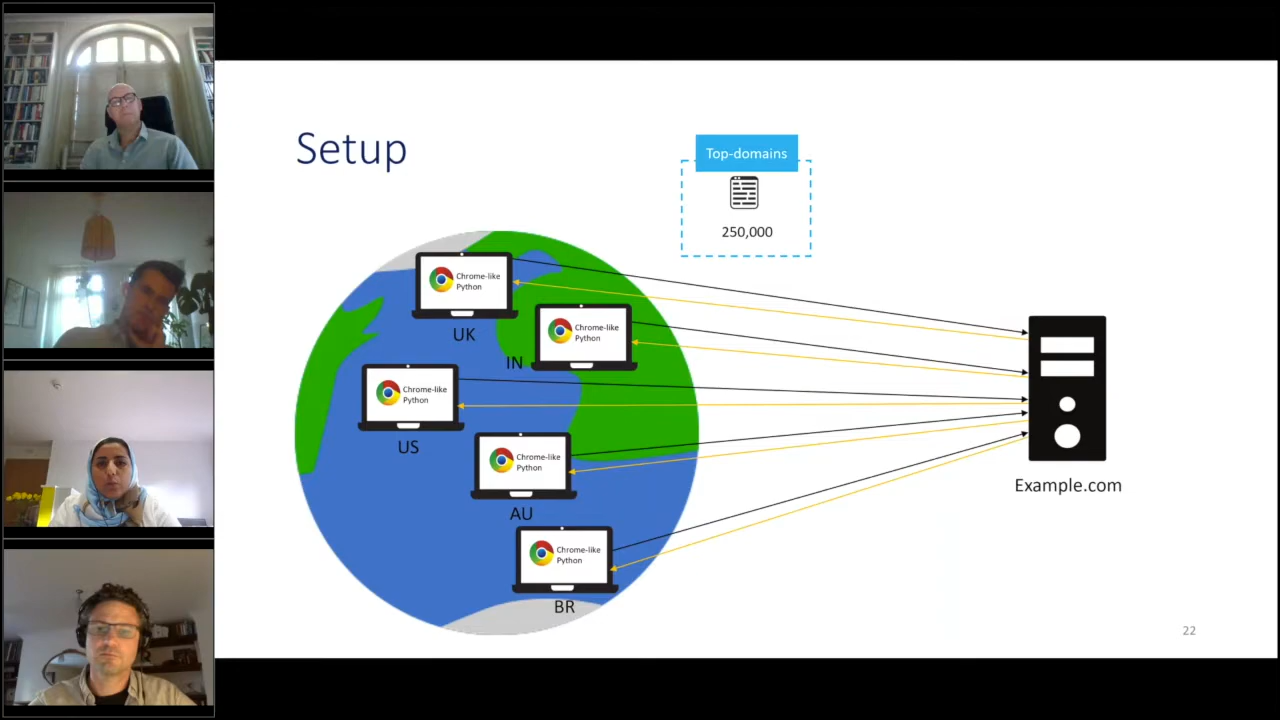 Setup
Top-domains
250,000
Chrome-like
Python
UK
Chrome-like
Python
IN
Chrome-like
Python
US
Chrome-like
Python
AU
Chrome-like
Python
BR
Example.com
22